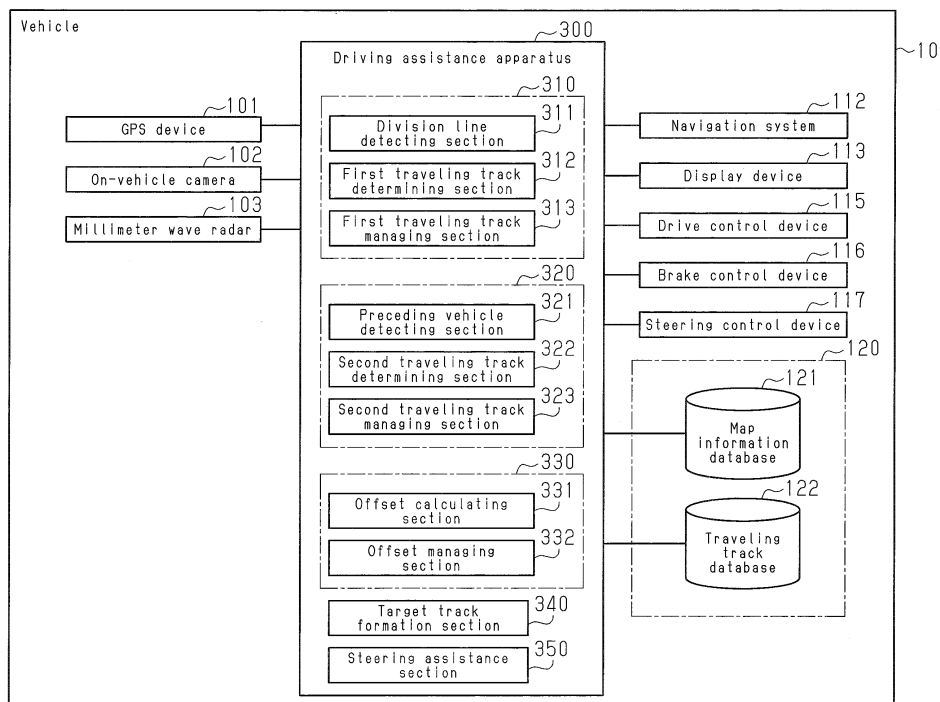 Vehicle
10
300
Driving assistance apparatus
101
GPS device
102
On-vehicle camera
103
Millimeter wave radar
310
311
Division line
detecting section
312
First traveling track
determining section
313
First traveling track
managing section
320
321
Preceding vehicle
detecting section
322
Second traveling track
determining section
323
Second traveling track
managing section
330
331
Offset calculating
section
332
Offset managing
section
340
Target track
formation section
350
Steering assistance
section
112
Navigation system
113
Display device
115
Drive control device
116
Brake control device
117
Steering control device
120
121
Map
information
database
122
Traveling
track
database